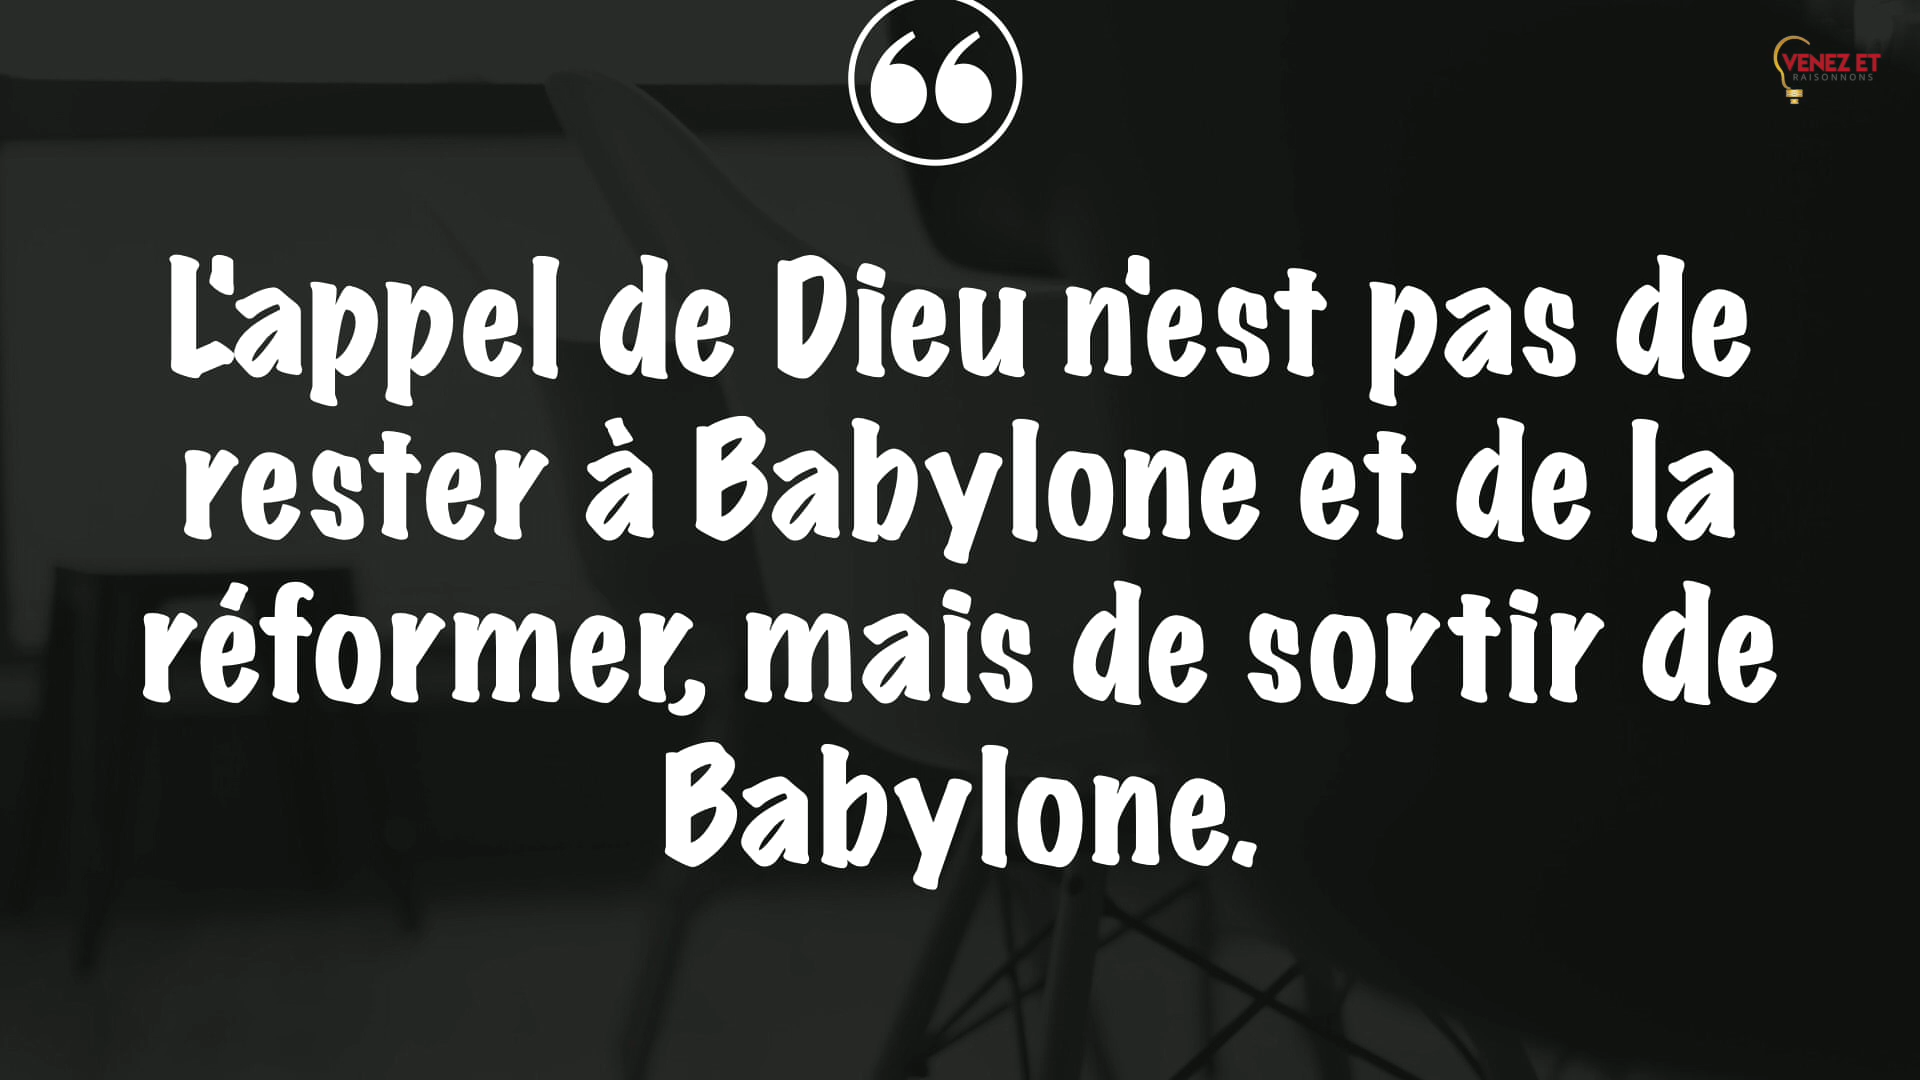 VENEZ ET
RAISONNONS
L'appel de Dieu n'est pas de
rester à Babylone et de la
réformer, mais de sortir de
Babylone.